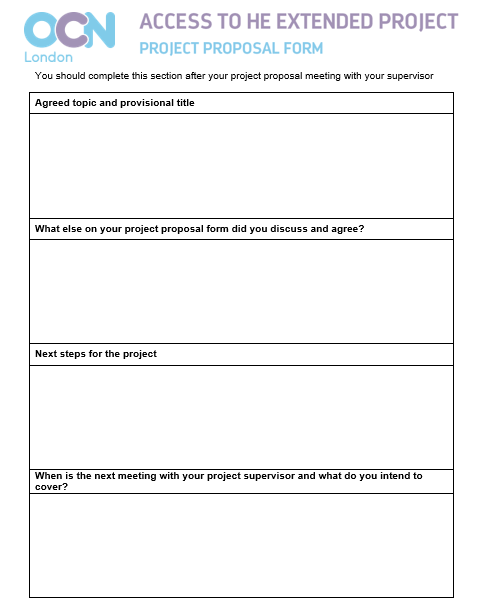 OCN
London
ACCESS TO HE EXTENDED PROJECT
PROJECT PROPOSAL FORM
You should complete this section after your project proposal meeting with your supervisor
Agreed topic and provisional title
What else on your project proposal form did you discuss and agree?
Next steps for the project
When is the next meeting with your project supervisor and what do you intend to
cover?